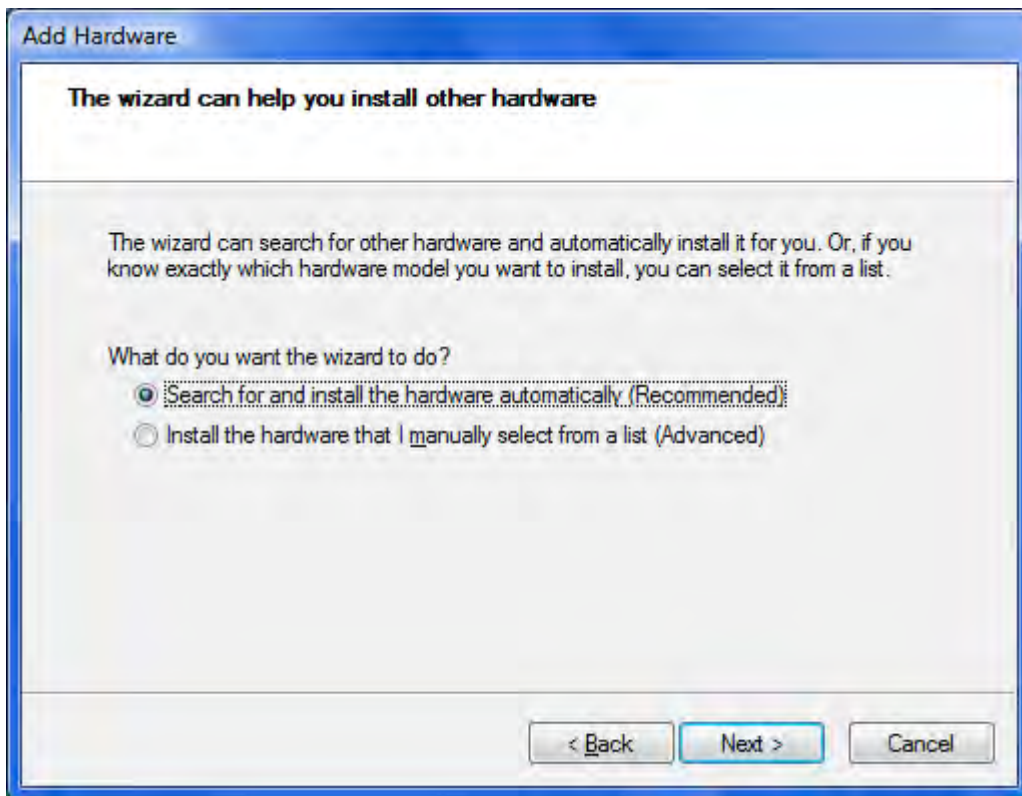 Add Hardware
The wizard can help you install other hardware
The wizard can search for other hardware and automatically install it for you. Or, if you
know exactly which hardware model you want to install, you can select it from a list.
What do you want the wizard to do?
Search for and install the hardware automatically (Recommended)
Install the hardware that I manually select from a list (Advanced)
< Back Next > Cancel